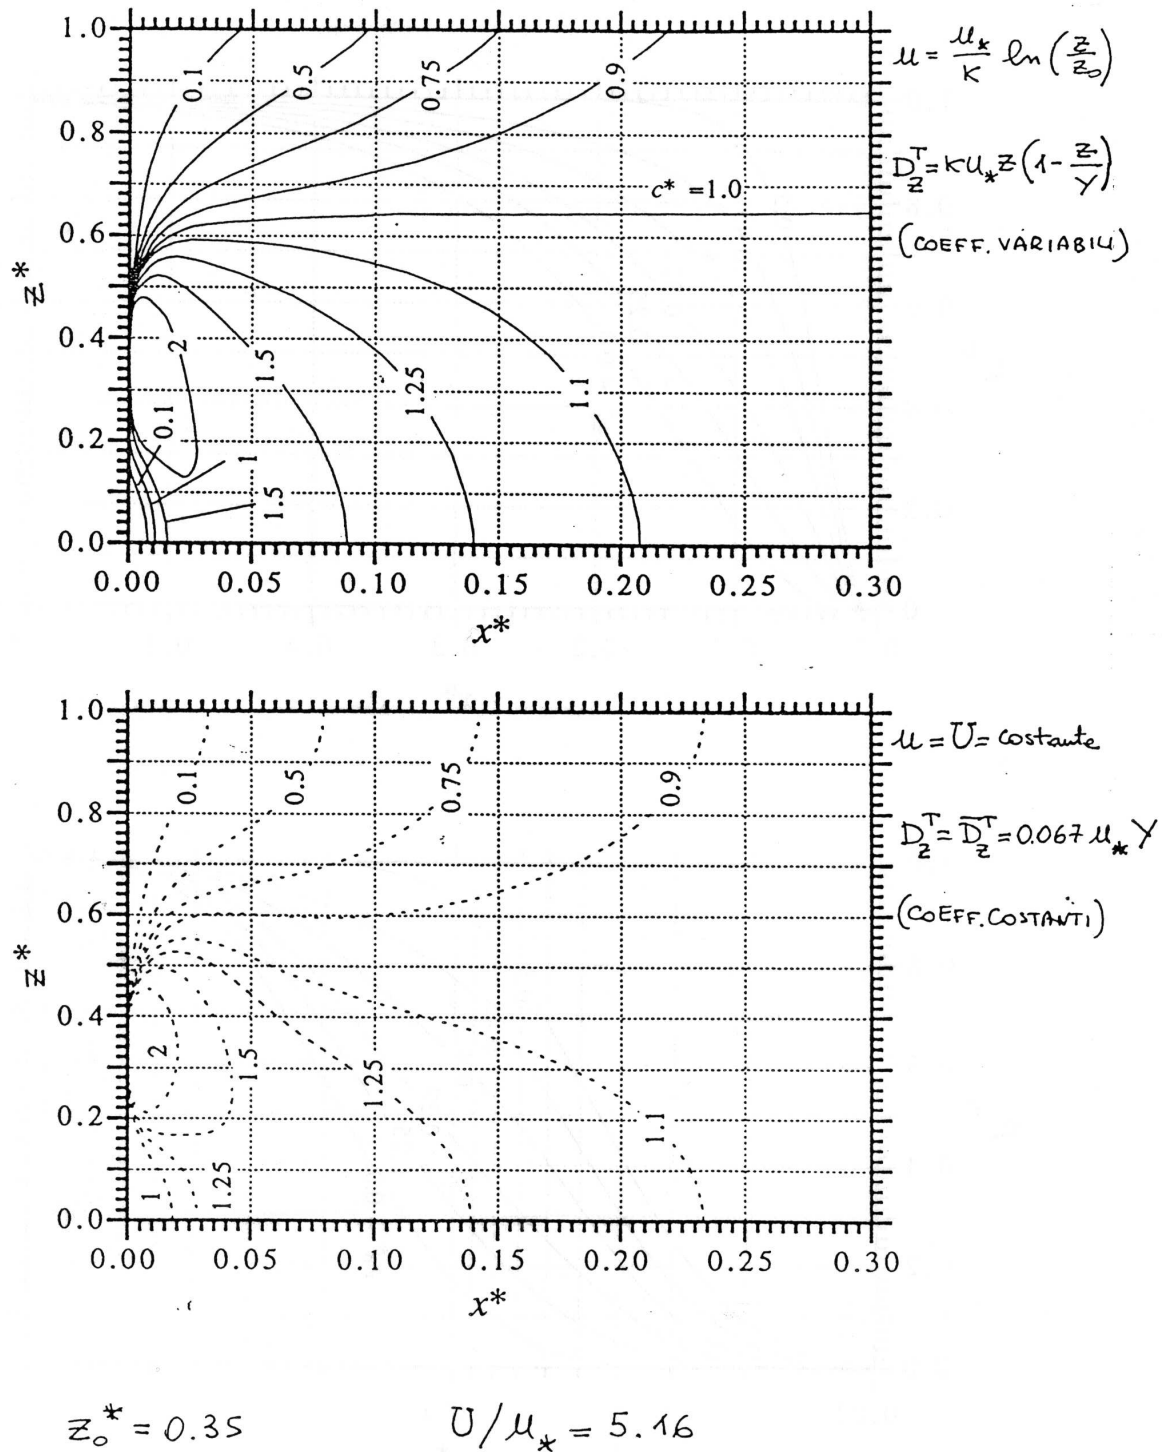 1.0
0.8
0.6
0.4
0.2
0.0
z*
0.1
0.5
0.75
0.9
c* =1.0
2
1.5
1.25
1.1
0.1
1
1.5
0.00 0.05 0.10 0.15 0.20 0.25 0.30
x*
u = u* / K ln (z / z0)
D_z^T = K u* z (1 - z/Y)
(COEFF. VARIABILI)
1.0
0.8
0.6
0.4
0.2
0.0
z*
0.1
0.5
0.75
0.9
2
1.5
1.25
1.1
1
1.25
0.00 0.05 0.10 0.15 0.20 0.25 0.30
x*
u = U = costante
D_z^T = D̅_z^T = 0.067 u* Y
(COEFF. COSTANTI)
z0* = 0.35 U/u* = 5.16